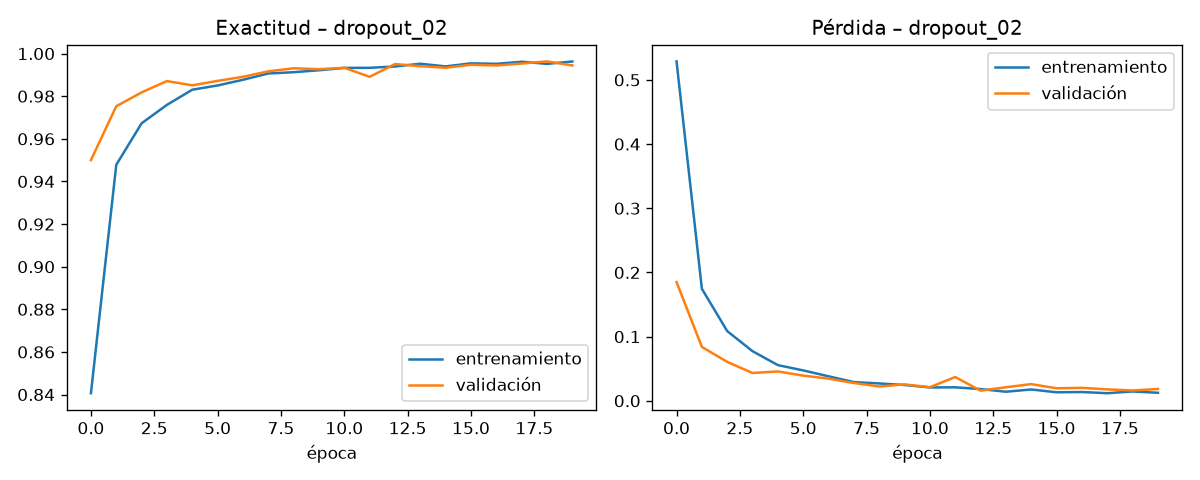 Exactitud – dropout_02
1.00
0.98
0.96
0.94
0.92
0.90
0.88
0.86
0.84
entrenamiento
validación
0.0 2.5 5.0 7.5 10.0 12.5 15.0 17.5
época
Pérdida – dropout_02
0.5
0.4
0.3
0.2
0.1
0.0
entrenamiento
validación
0.0 2.5 5.0 7.5 10.0 12.5 15.0 17.5
época